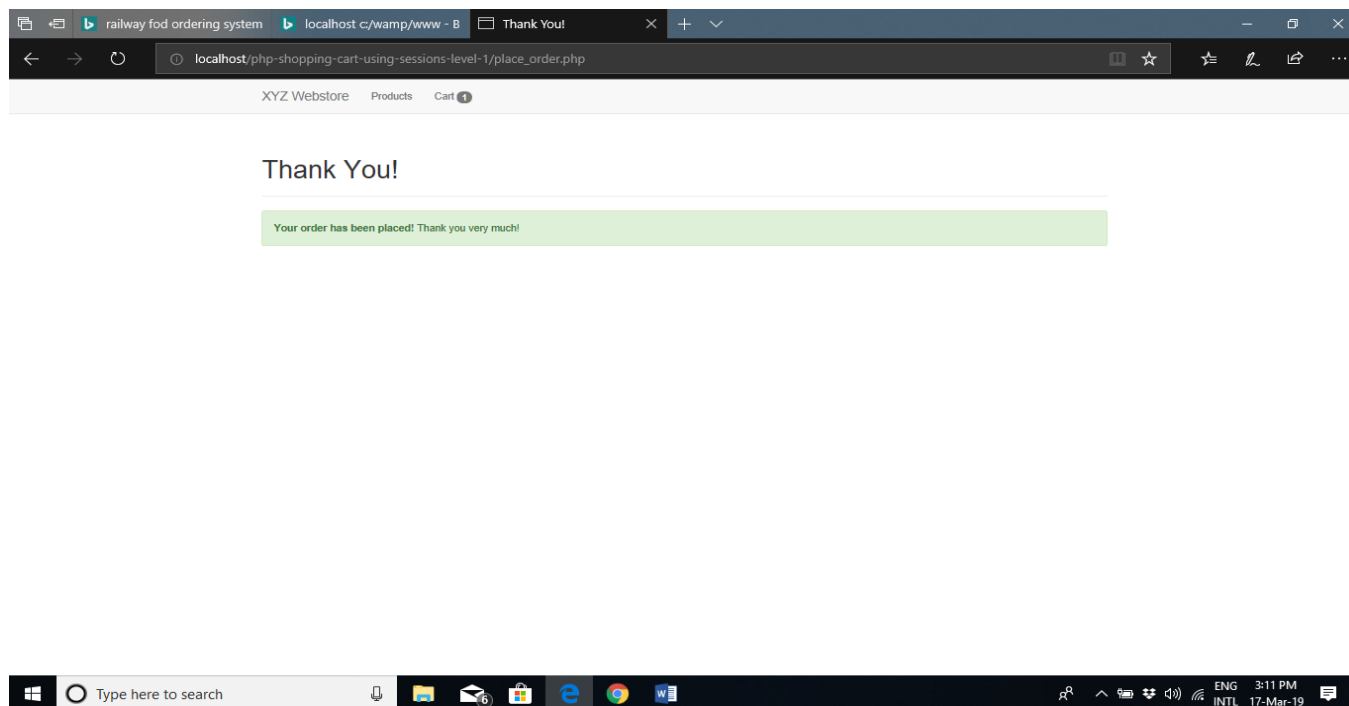 railway fod ordering system
localhost c:/wamp/www - B
Thank You!
localhost/php-shopping-cart-using-sessions-level-1/place_order.php
XYZ Webstore Products Cart 1
Thank You!
Your order has been placed! Thank you very much!
Type here to search
6
ENG 3:11 PM
INTL 17-Mar-19